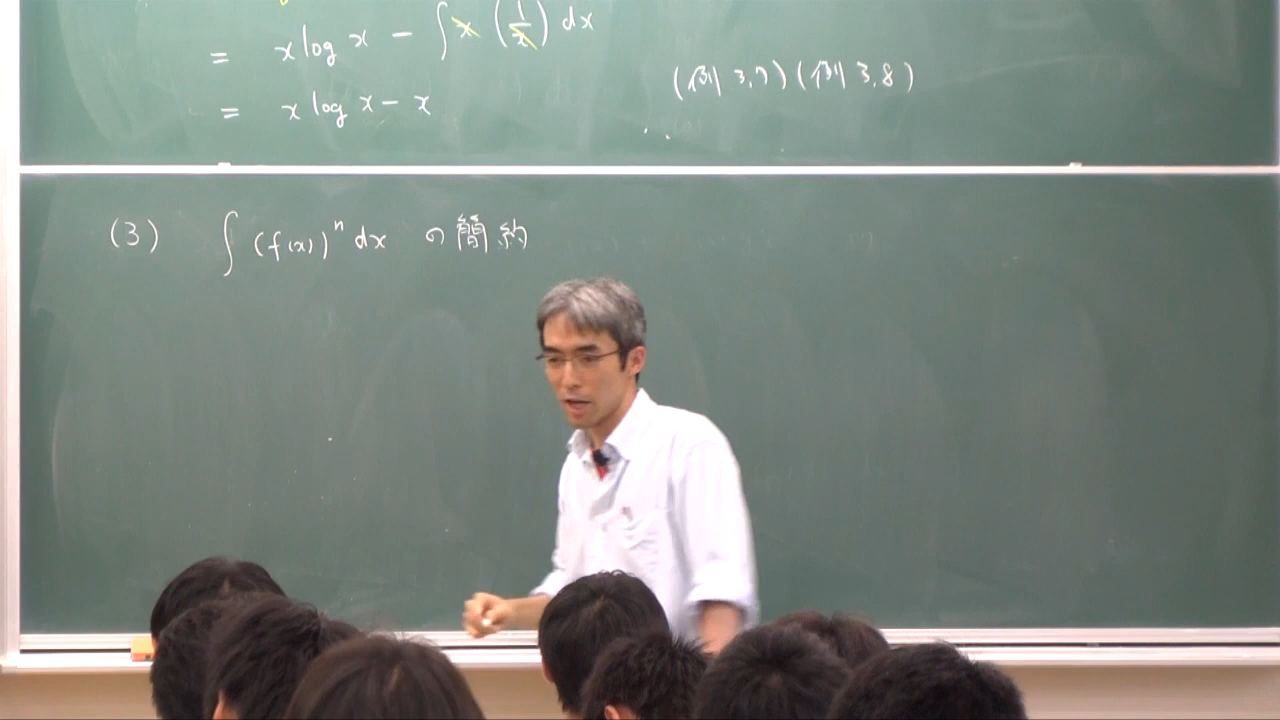 = x log x − ∫ x (1/x) dx
= x log x − x
(例 3.7) (例 3.8)
(3) ∫ (f(x))^n dx の簡約